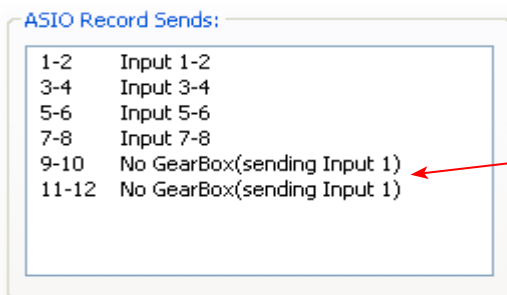 ASIO Record Sends:
1-2 Input 1-2
3-4 Input 3-4
5-6 Input 5-6
7-8 Input 7-8
9-10 No GearBox(sending Input 1)
11-12 No GearBox(sending Input 1)